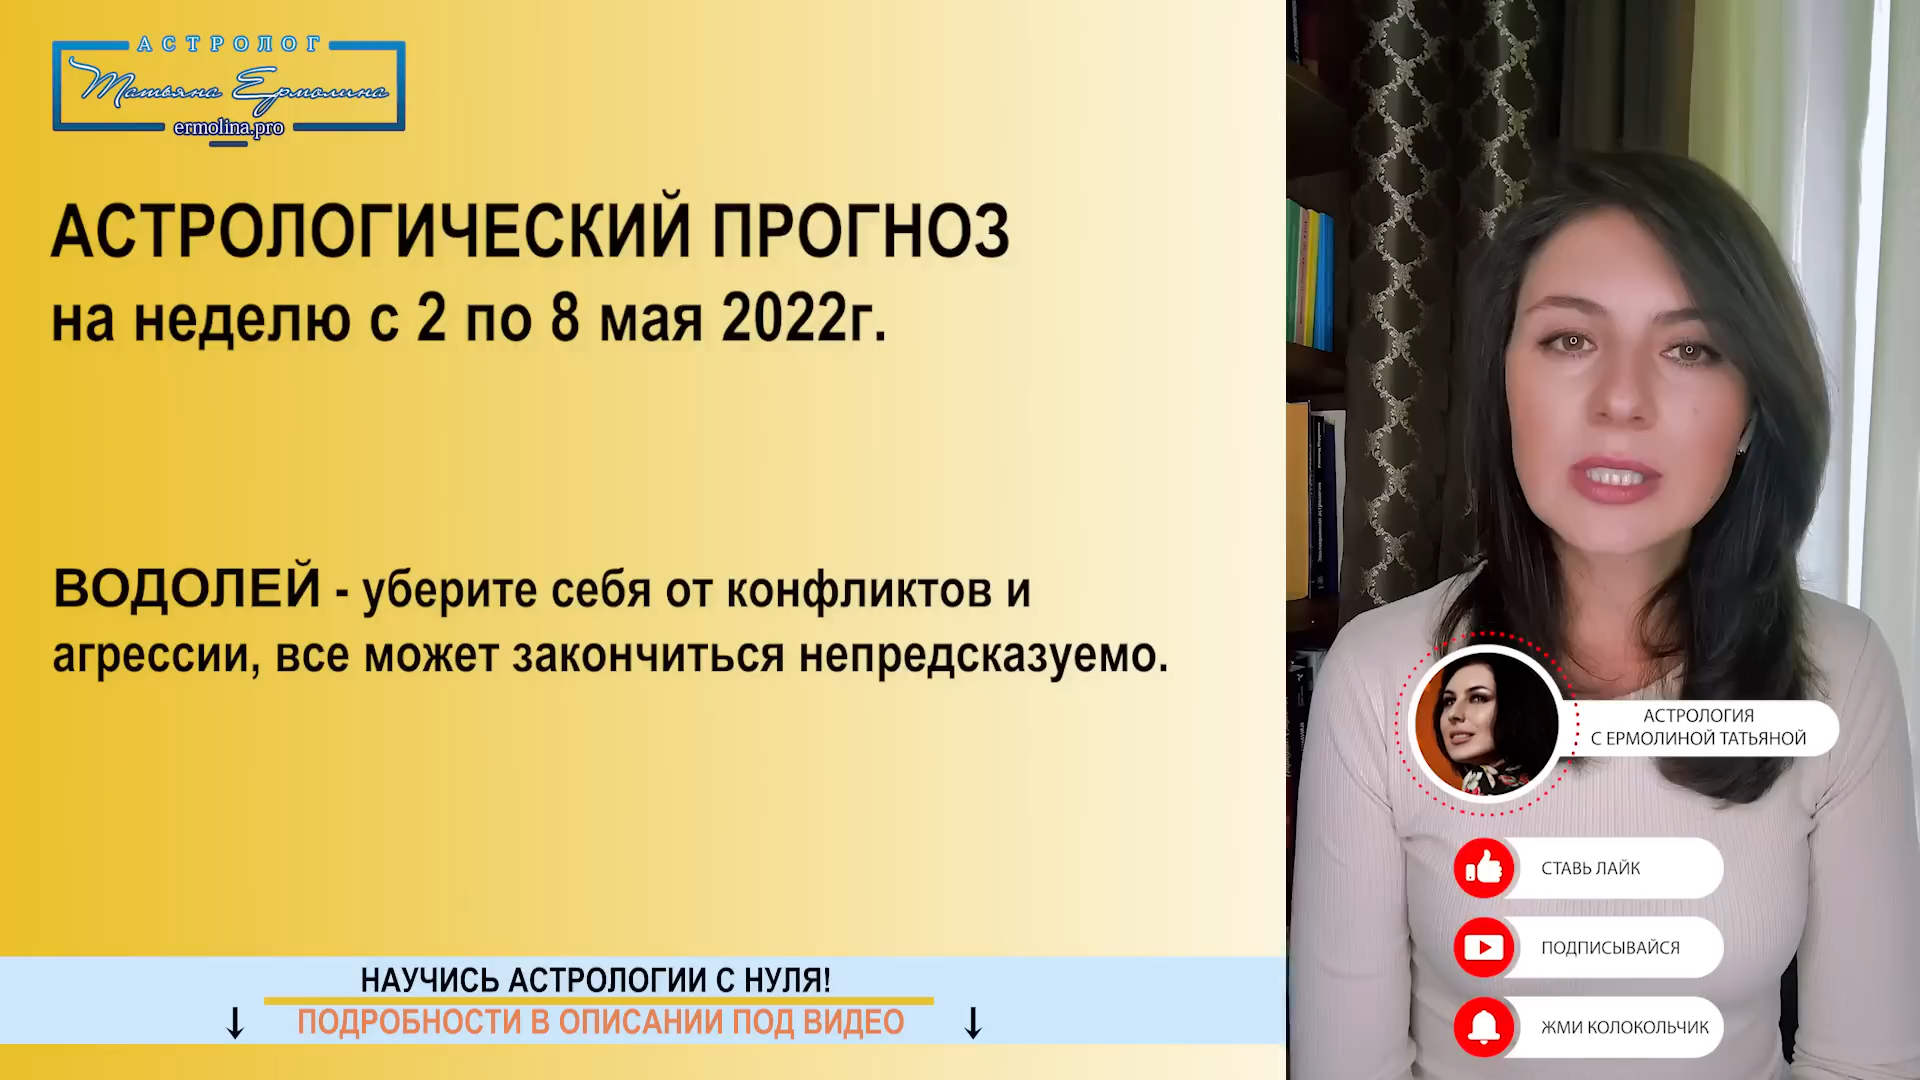 АСТРОЛОГ
Татьяна Ермолина
ermolina.pro
АСТРОЛОГИЧЕСКИЙ ПРОГНОЗ
на неделю с 2 по 8 мая 2022г.
ВОДОЛЕЙ - уберите себя от конфликтов и
агрессии, все может закончиться непредсказуемо.
НАУЧИСЬ АСТРОЛОГИИ С НУЛЯ!
↓ ПОДРОБНОСТИ В ОПИСАНИИ ПОД ВИДЕО ↓
АСТРОЛОГИЯ
С ЕРМОЛИНОЙ ТАТЬЯНОЙ
СТАВЬ ЛАЙК
ПОДПИСЫВАЙСЯ
ЖМИ КОЛОКОЛЬЧИК